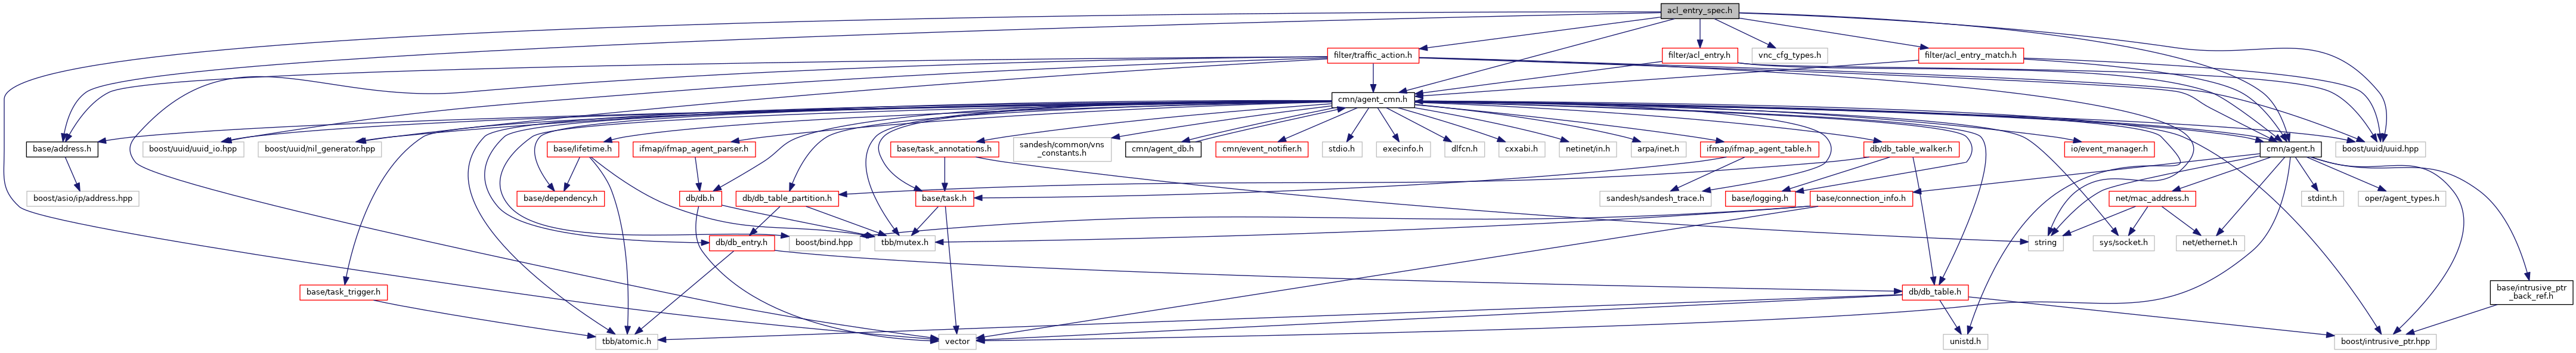 acl_entry_spec.h
filter/traffic_action.h
filter/acl_entry.h
vnc_cfg_types.h
filter/acl_entry_match.h
cmn/agent_cmn.h
base/address.h
boost/uuid/uuid_io.hpp
boost/uuid/nil_generator.hpp
base/lifetime.h
ifmap/ifmap_agent_parser.h
base/task_annotations.h
sandesh/common/vns
_constants.h
cmn/agent_db.h
cmn/event_notifier.h
stdio.h
execinfo.h
dlfcn.h
cxxabi.h
netinet/in.h
arpa/inet.h
ifmap/ifmap_agent_table.h
db/db_table_walker.h
io/event_manager.h
cmn/agent.h
boost/uuid/uuid.hpp
boost/asio/ip/address.hpp
base/dependency.h
db/db.h
db/db_table_partition.h
base/task.h
sandesh/sandesh_trace.h
base/logging.h
base/connection_info.h
net/mac_address.h
stdint.h
oper/agent_types.h
db/db_entry.h
boost/bind.hpp
tbb/mutex.h
string
sys/socket.h
net/ethernet.h
base/task_trigger.h
db/db_table.h
base/intrusive_ptr
_back_ref.h
tbb/atomic.h
vector
unistd.h
boost/intrusive_ptr.hpp